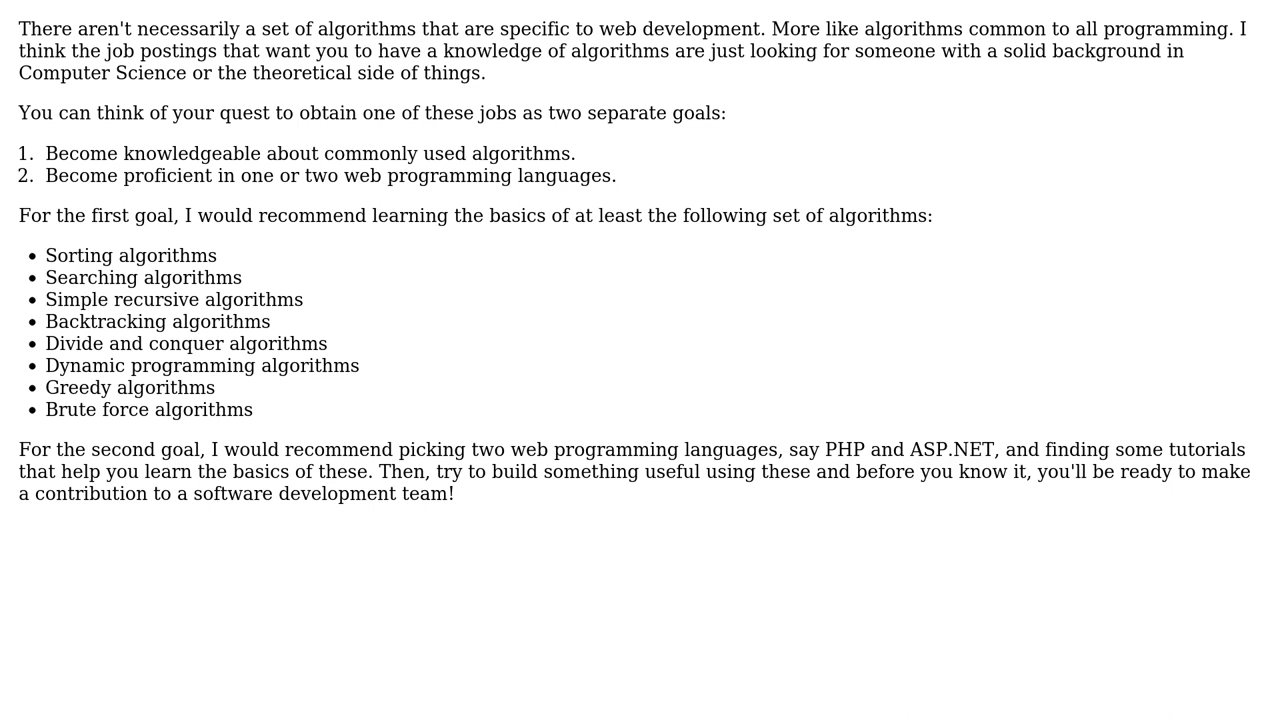 There aren't necessarily a set of algorithms that are specific to web development. More like algorithms common to all programming. I
think the job postings that want you to have a knowledge of algorithms are just looking for someone with a solid background in
Computer Science or the theoretical side of things.
You can think of your quest to obtain one of these jobs as two separate goals:
1. Become knowledgeable about commonly used algorithms.
2. Become proficient in one or two web programming languages.
For the first goal, I would recommend learning the basics of at least the following set of algorithms:
• Sorting algorithms
• Searching algorithms
• Simple recursive algorithms
• Backtracking algorithms
• Divide and conquer algorithms
• Dynamic programming algorithms
• Greedy algorithms
• Brute force algorithms
For the second goal, I would recommend picking two web programming languages, say PHP and ASP.NET, and finding some tutorials
that help you learn the basics of these. Then, try to build something useful using these and before you know it, you'll be ready to make
a contribution to a software development team!